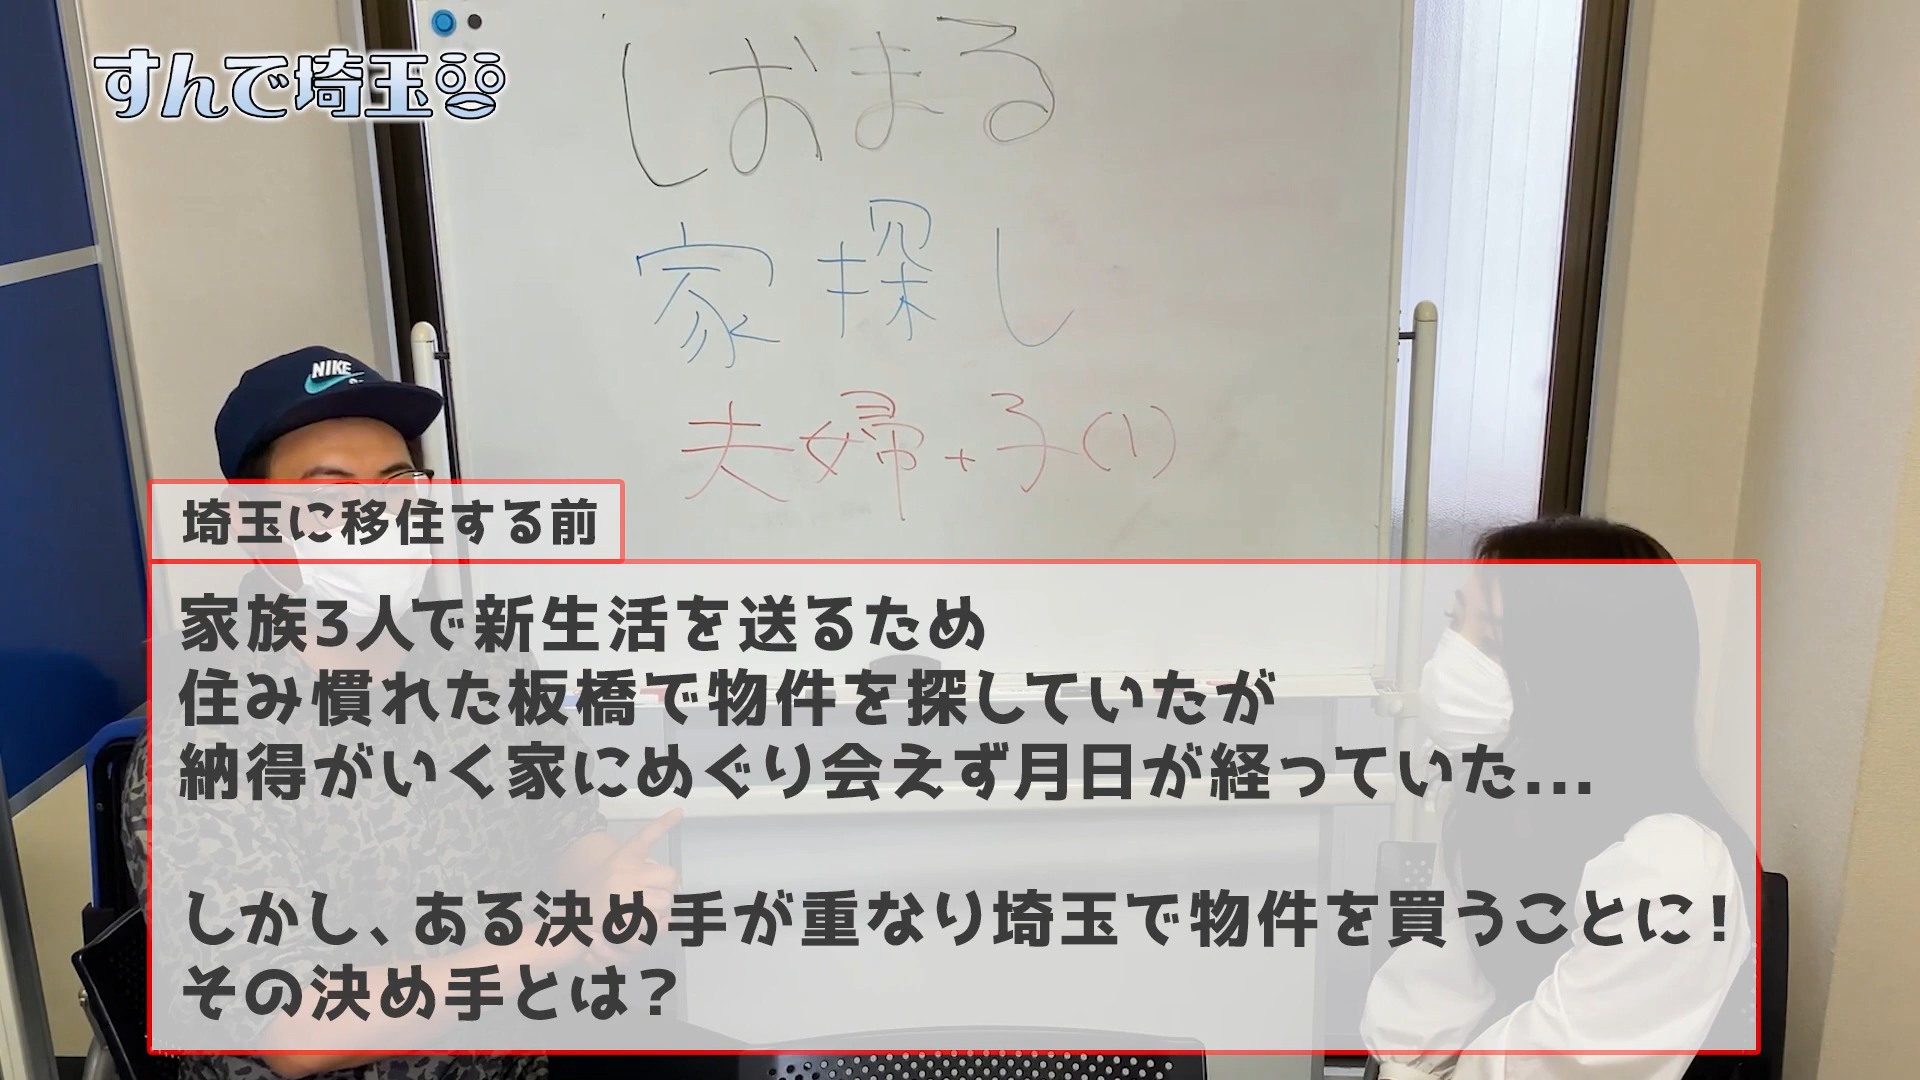 すんで埼玉
しおまる
家探し
NIKE
夫婦+子(1)
埼玉に移住する前
家族3人で新生活を送るため
住み慣れた板橋で物件を探していたが
納得がいく家にめぐり会えず月日が経っていた...
しかし、ある決め手が重なり埼玉で物件を買うことに!
その決め手とは?